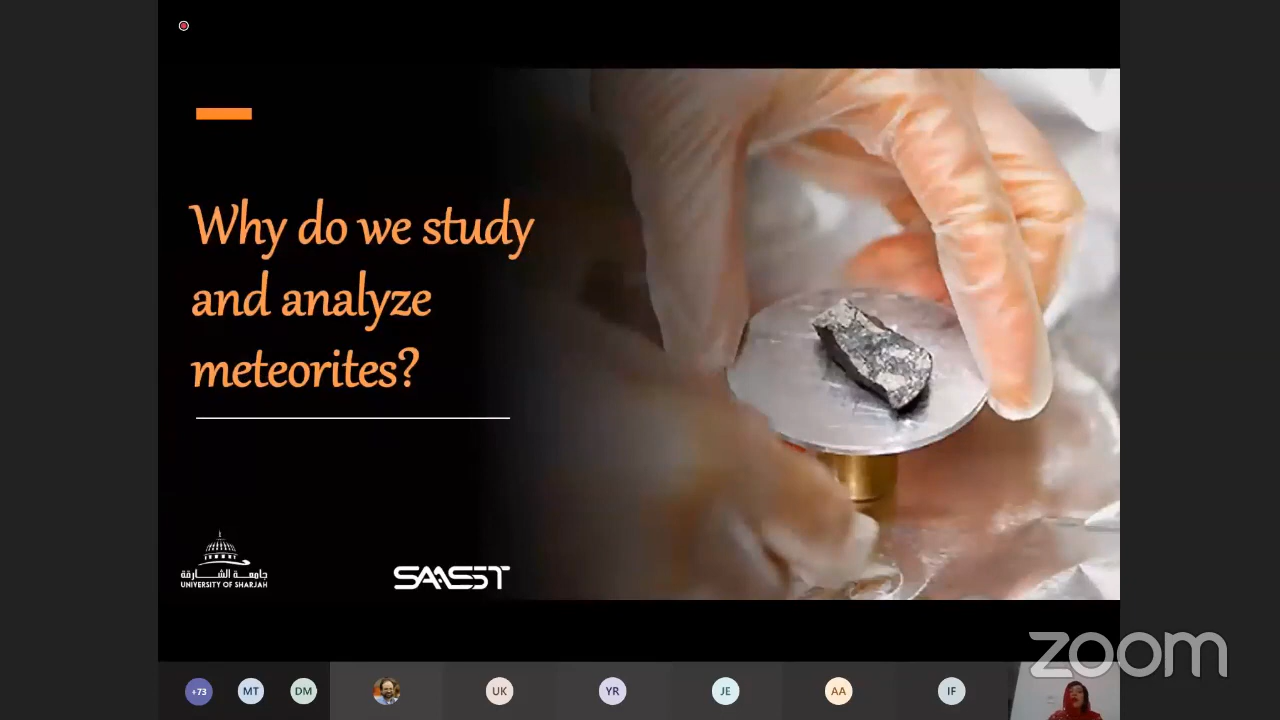 Why do we study
and analyze
meteorites?
جامعة الشارقة
UNIVERSITY OF SHARJAH
SAASST
zoom
+73
MT
DM
UK
YR
JE
AA
IF